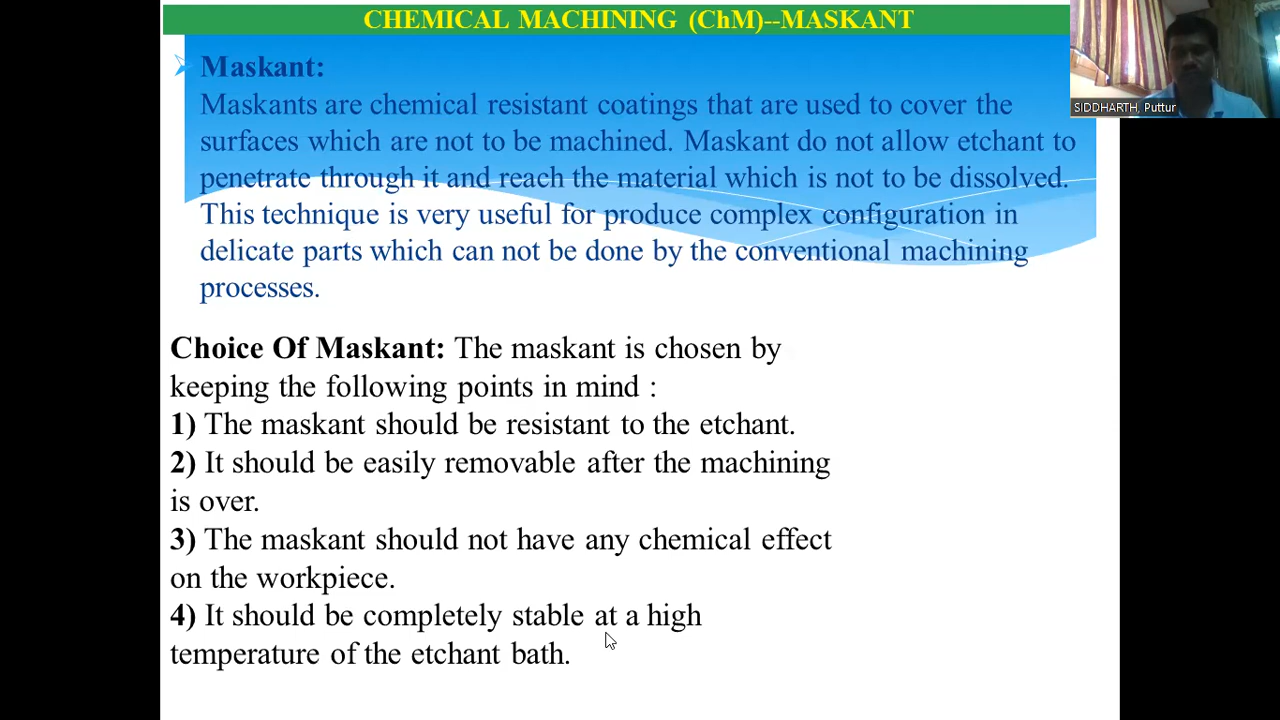 CHEMICAL MACHINING (ChM)--MASKANT
SIDDHARTH, Puttur
Maskant:
Maskants are chemical resistant coatings that are used to cover the
surfaces which are not to be machined. Maskant do not allow etchant to
penetrate through it and reach the material which is not to be dissolved.
This technique is very useful for produce complex configuration in
delicate parts which can not be done by the conventional machining
processes.
Choice Of Maskant: The maskant is chosen by
keeping the following points in mind :
1) The maskant should be resistant to the etchant.
2) It should be easily removable after the machining
is over.
3) The maskant should not have any chemical effect
on the workpiece.
4) It should be completely stable at a high
temperature of the etchant bath.